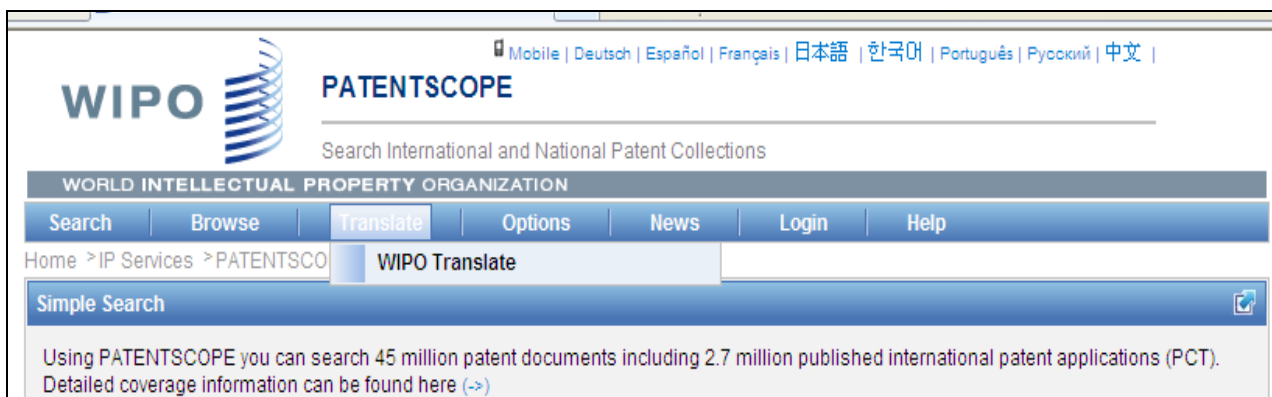 Mobile | Deutsch | Español | Français | 日本語 | 한국어 | Português | Русский | 中文 |
WIPO
PATENTSCOPE
Search International and National Patent Collections
WORLD INTELLECTUAL PROPERTY ORGANIZATION
Search Browse Translate Options News Login Help
Home > IP Services > PATENTSCO
WIPO Translate
Simple Search
Using PATENTSCOPE you can search 45 million patent documents including 2.7 million published international patent applications (PCT).
Detailed coverage information can be found here (->)